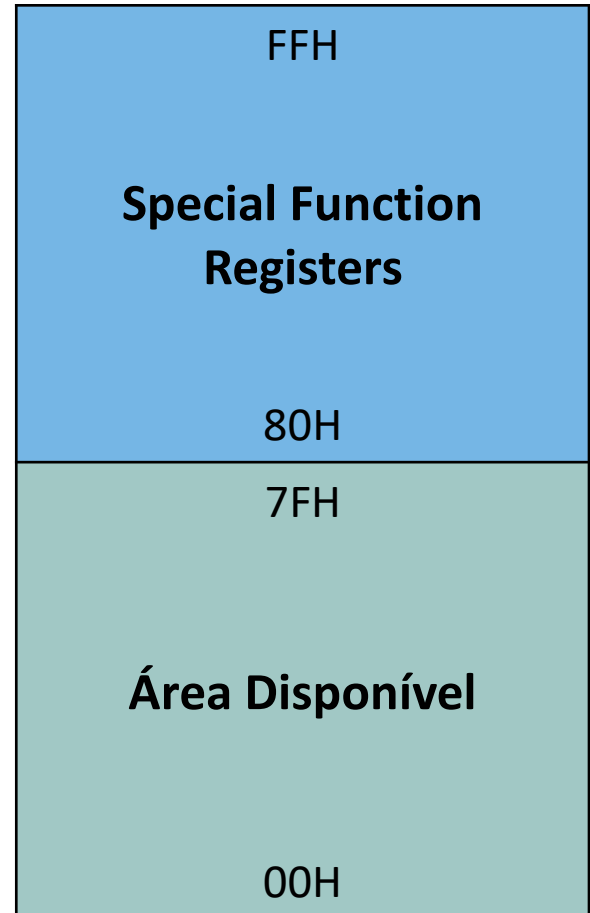 FFH
Special Function
Registers
80H
7FH
Área Disponível
00H